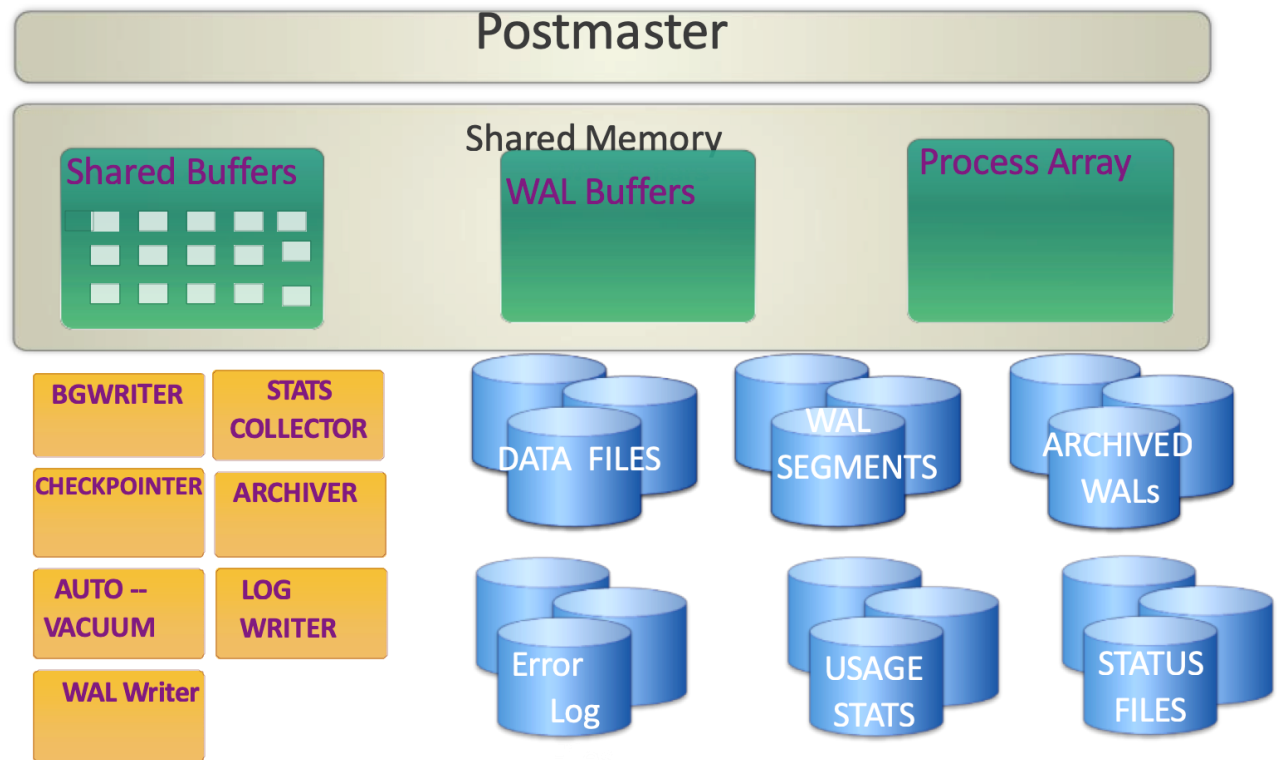 Postmaster
Shared Memory
Shared Buffers
WAL Buffers
Process Array
BGWRITER
STATS
COLLECTOR
CHECKPOINTER
ARCHIVER
AUTO --
VACUUM
LOG
WRITER
WAL Writer
DATA FILES
WAL
SEGMENTS
ARCHIVED
WALs
Error
Log
USAGE
STATS
STATUS
FILES